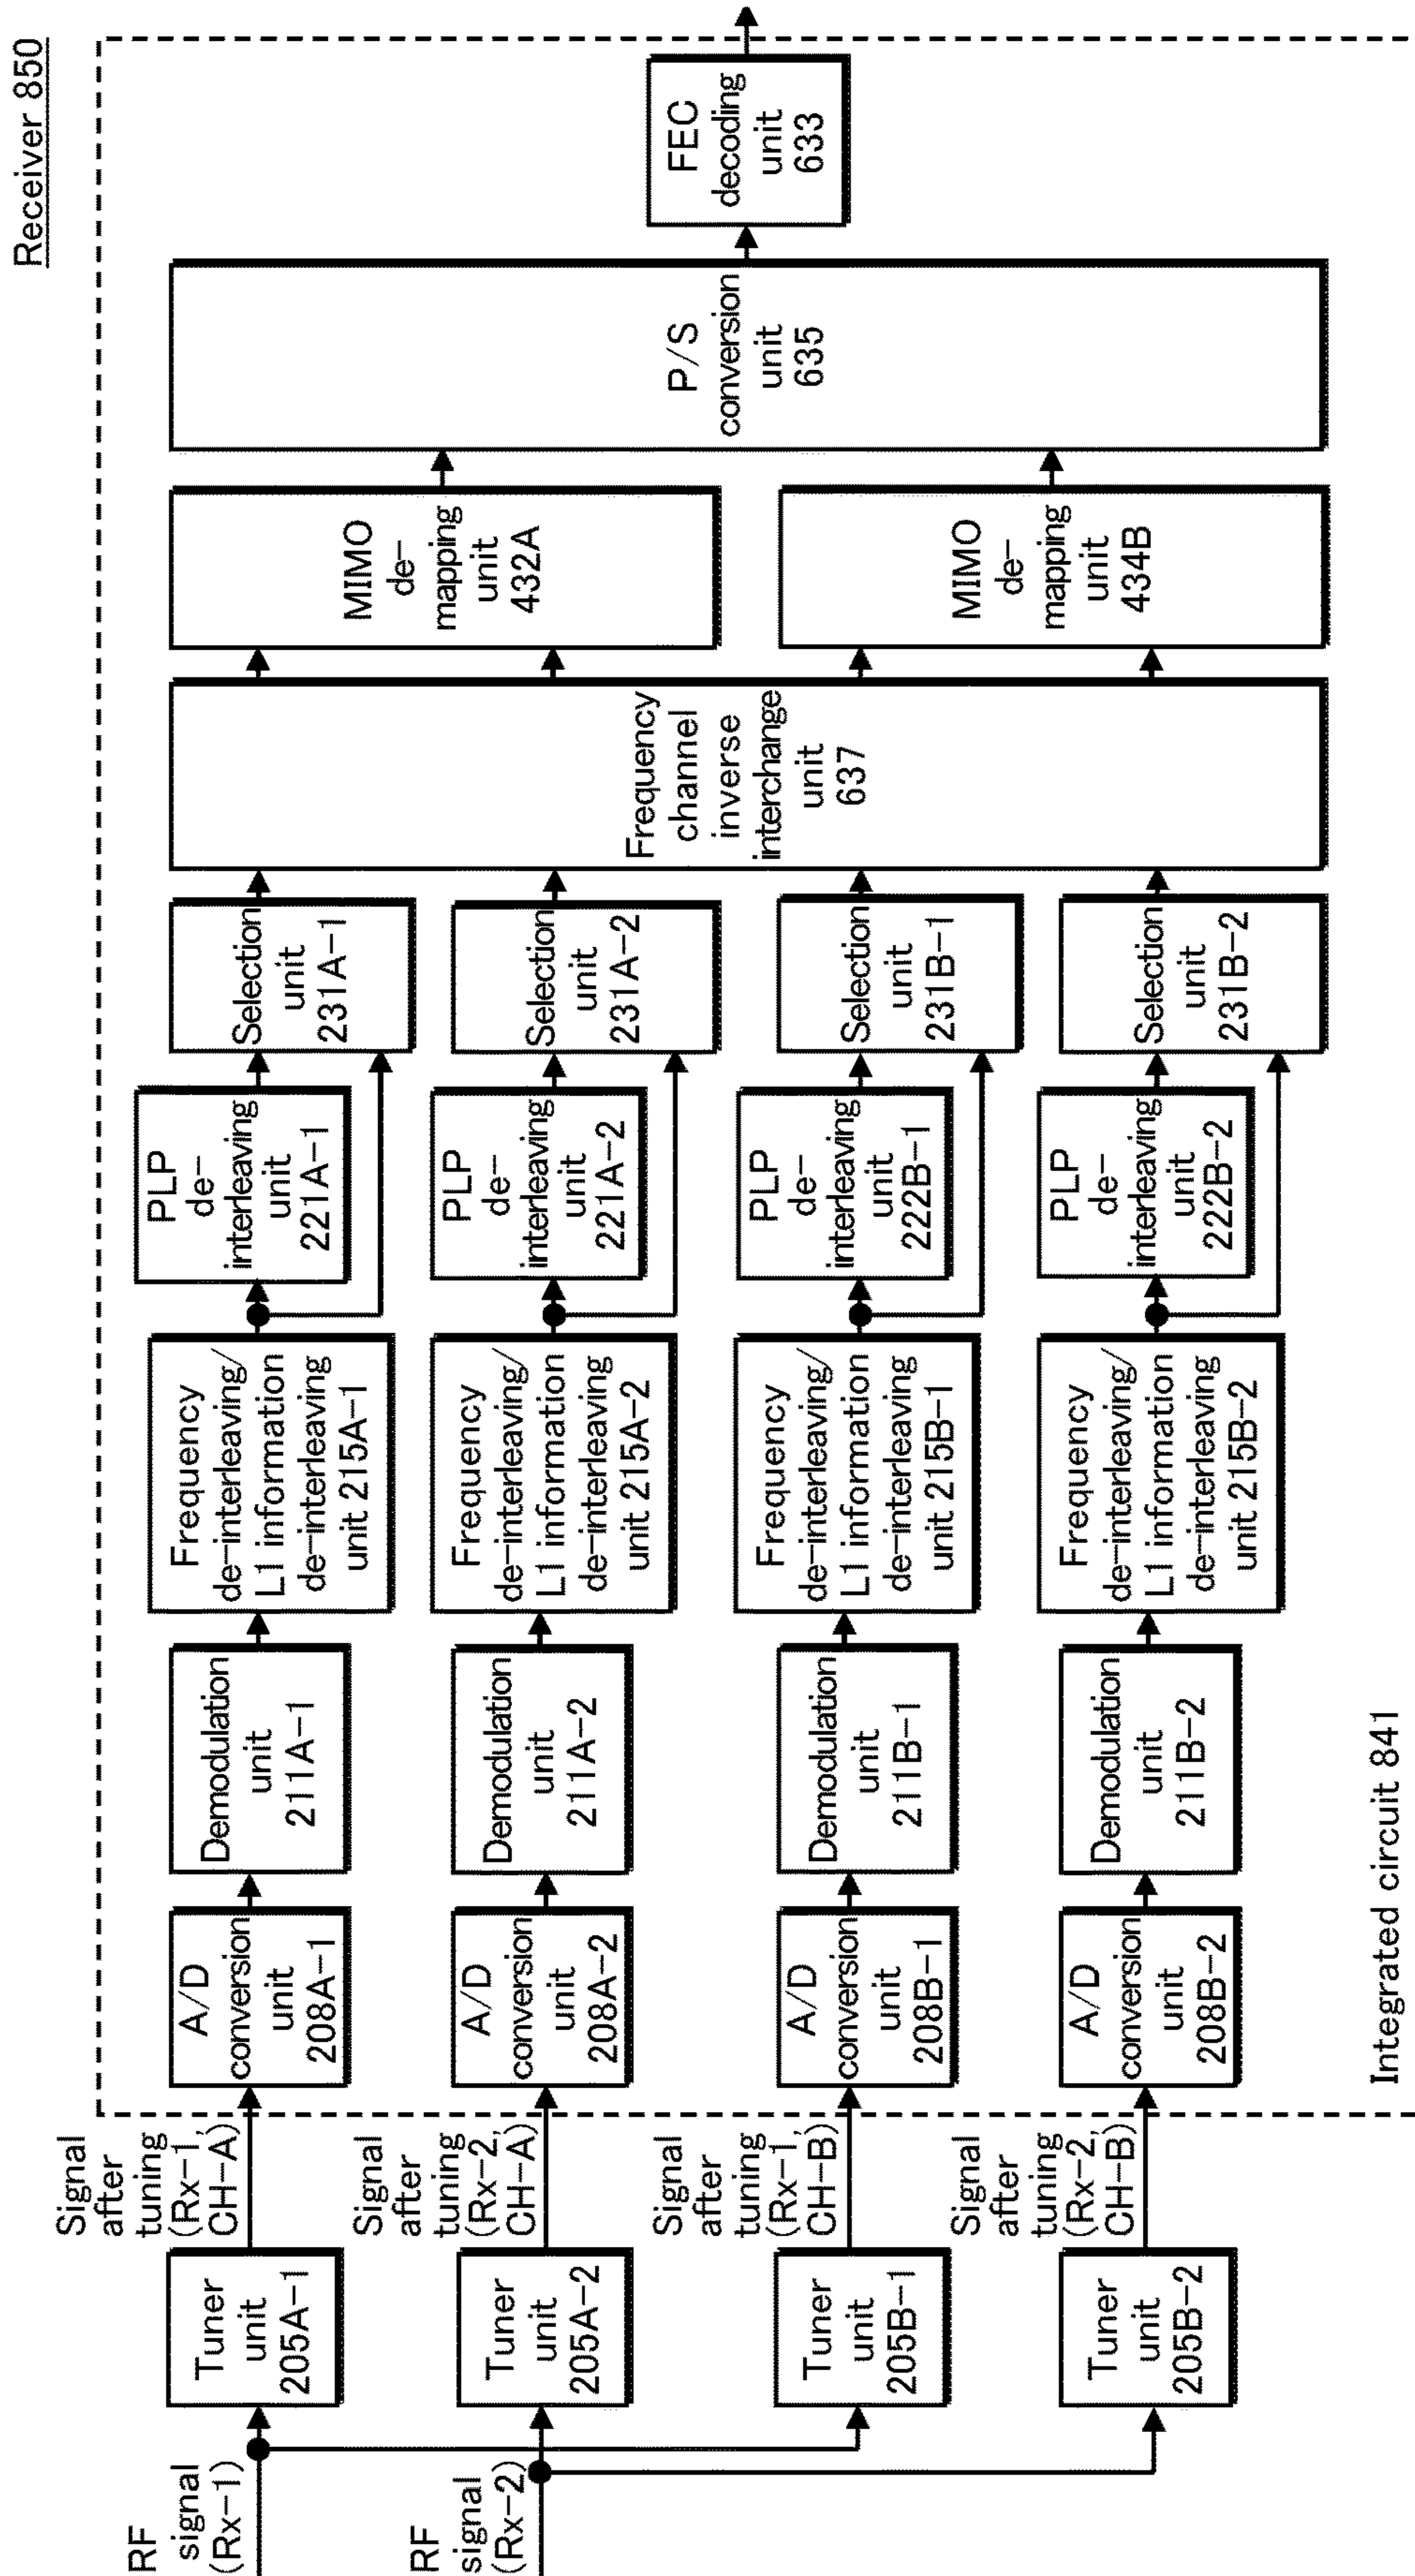 Receiver 850
RF
signal
(Rx-1)
RF
signal
(Rx-2)
Tuner
unit
205A-1
Tuner
unit
205A-2
Tuner
unit
205B-1
Tuner
unit
205B-2
Signal
after
tuning
(Rx-1,
CH-A)
Signal
after
tuning
(Rx-2,
CH-A)
Signal
after
tuning
(Rx-1,
CH-B)
Signal
after
tuning
(Rx-2,
CH-B)
A/D
conversion
unit
208A-1
A/D
conversion
unit
208A-2
A/D
conversion
unit
208B-1
A/D
conversion
unit
208B-2
Demodulation
unit
211A-1
Demodulation
unit
211A-2
Demodulation
unit
211B-1
Demodulation
unit
211B-2
Frequency
de-interleaving/
L1 information
de-interleaving
unit 215A-1
Frequency
de-interleaving/
L1 information
de-interleaving
unit 215A-2
Frequency
de-interleaving/
L1 information
de-interleaving
unit 215B-1
Frequency
de-interleaving/
L1 information
de-interleaving
unit 215B-2
PLP
de-
interleaving
unit
221A-1
PLP
de-
interleaving
unit
221A-2
PLP
de-
interleaving
unit
222B-1
PLP
de-
interleaving
unit
222B-2
Selection
unit
231A-1
Selection
unit
231A-2
Selection
unit
231B-1
Selection
unit
231B-2
Frequency
channel
inverse
interchange
unit
637
MIMO
de-
mapping
unit
432A
MIMO
de-
mapping
unit
434B
P/S
conversion
unit
635
FEC
decoding
unit
633
Integrated circuit 841